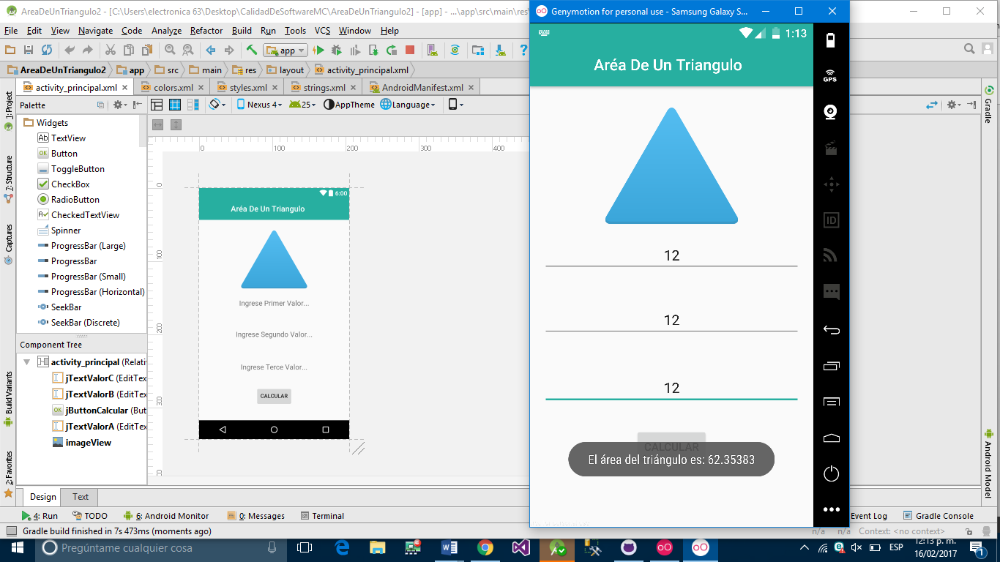 AreaDeUnTriangulo2 - [C:\Users\electronica 63\Desktop\CalidadDeSoftwareMC\AreaDeUnTriangulo2] - [app] - ...\app\src\main\res\
File Edit View Navigate Code Analyze Refactor Build Run Tools VCS Window Help
app
AreaDeUnTriangulo2 app src main res layout activity_principal.xml
activity_principal.xml colors.xml styles.xml strings.xml AndroidManifest.xml
Palette
Nexus 4 25 AppTheme Language
Widgets
Ab TextView
OK Button
ToggleButton
CheckBox
RadioButton
CheckedTextView
Spinner
ProgressBar (Large)
ProgressBar
ProgressBar (Small)
ProgressBar (Horizontal)
SeekBar
SeekBar (Discrete)
Component Tree
activity_principal (Relativ
jTextValorC (EditTex
jTextValorB (EditTex
OK jButtonCalcular (But
jTextValorA (EditTex
imageView
1: Project
7: Structure
Captures
Build Variants
2: Favorites
0 100 200 300 400
0
100
200
300
6:00
Aréa De Un Triangulo
Ingrese Primer Valor...
Ingrese Segundo Valor...
Ingrese Terce Valor...
CALCULAR
Genymotion for personal use - Samsung Galaxy S...
1:13
Aréa De Un Triangulo
12
12
12
CALCULAR
El área del triángulo es: 62.35383
GPS
ID
Gradle
Android Model
Design Text
4: Run TODO 6: Android Monitor 0: Messages Terminal
Event Log Gradle Console
Gradle build finished in 7s 473ms (moments ago)
n/a n/a Context: <no context>
Pregúntame cualquier cosa
ESP
12:13 p. m.
16/02/2017
1